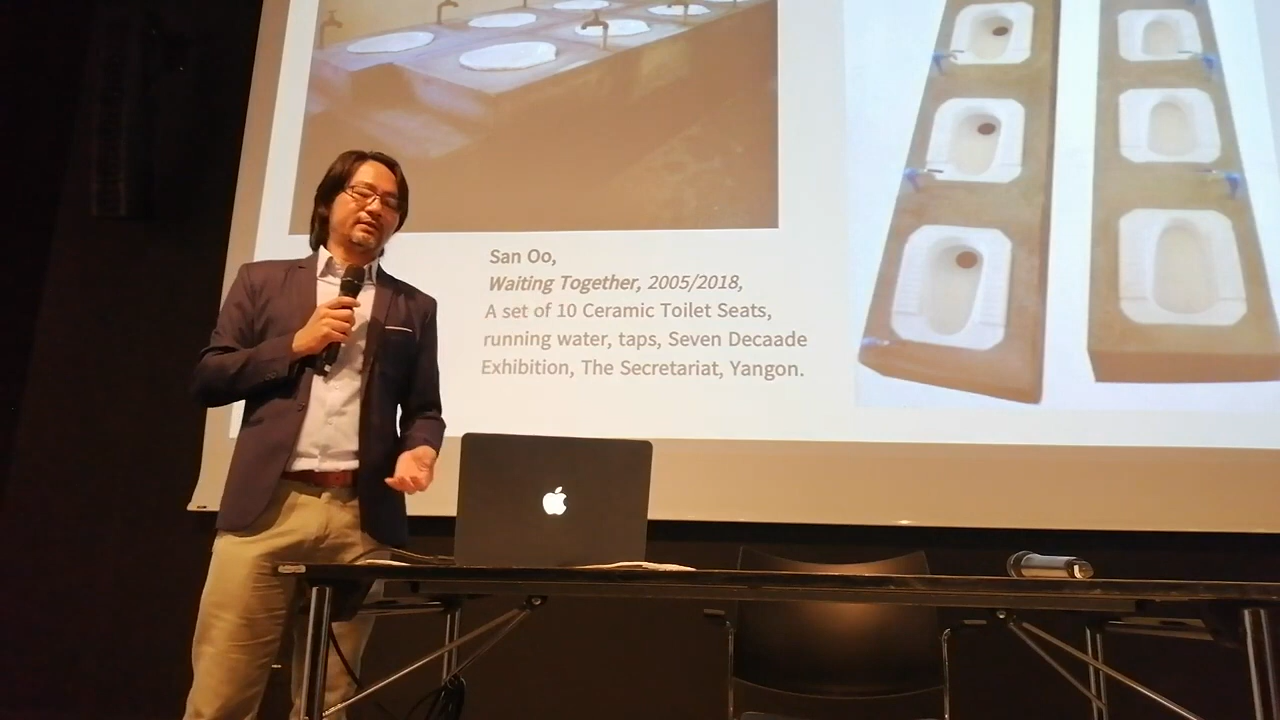 San Oo,
Waiting Together, 2005/2018,
A set of 10 Ceramic Toilet Seats,
running water, taps, Seven Decaade
Exhibition, The Secretariat, Yangon.